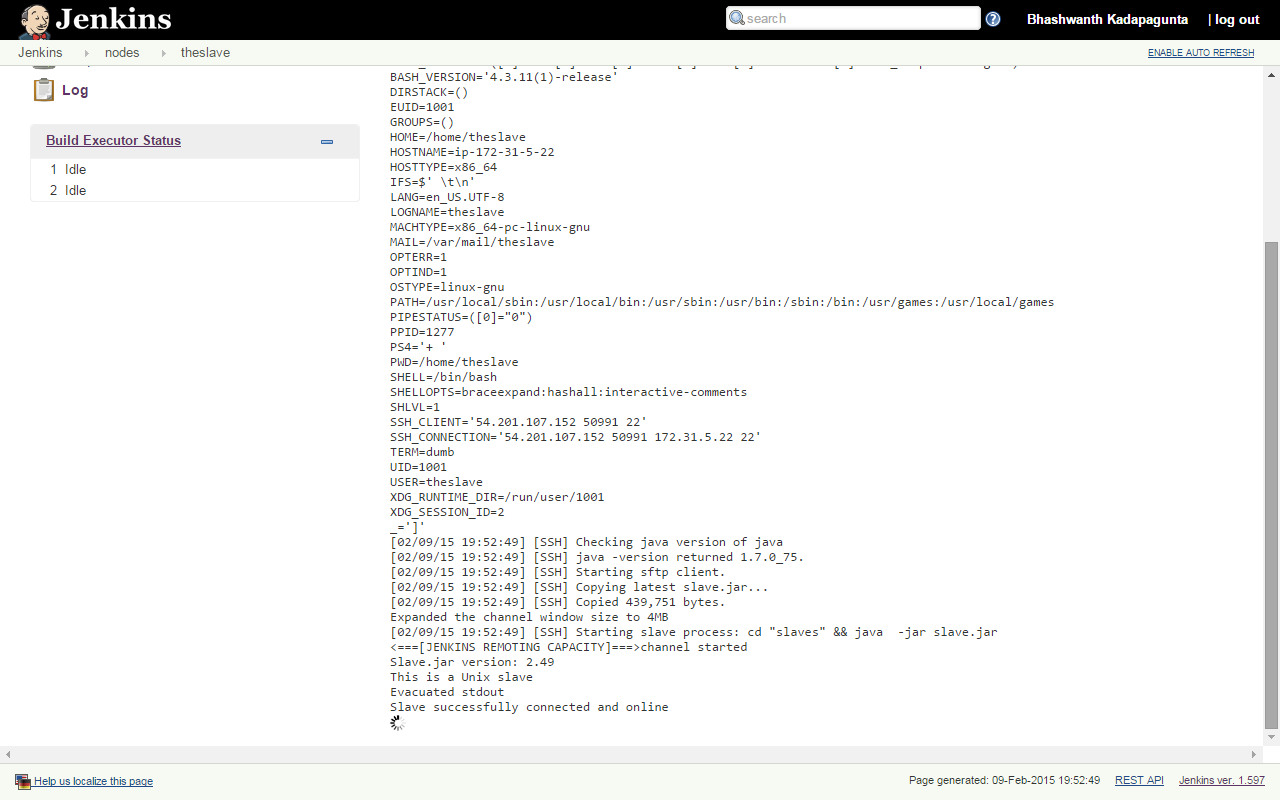 Jenkins
search
Bhashwanth Kadapagunta
| log out
Jenkins
nodes
theslave
ENABLE AUTO REFRESH
Log
Build Executor Status
1 Idle
2 Idle
BASH_VERSION='4.3.11(1)-release'
DIRSTACK=()
EUID=1001
GROUPS=()
HOME=/home/theslave
HOSTNAME=ip-172-31-5-22
HOSTTYPE=x86_64
IFS=$' \t\n'
LANG=en_US.UTF-8
LOGNAME=theslave
MACHTYPE=x86_64-pc-linux-gnu
MAIL=/var/mail/theslave
OPTERR=1
OPTIND=1
OSTYPE=linux-gnu
PATH=/usr/local/sbin:/usr/local/bin:/usr/sbin:/usr/bin:/sbin:/bin:/usr/games:/usr/local/games
PIPESTATUS=([0]="0")
PPID=1277
PS4='+ '
PWD=/home/theslave
SHELL=/bin/bash
SHELLOPTS=braceexpand:hashall:interactive-comments
SHLVL=1
SSH_CLIENT='54.201.107.152 50991 22'
SSH_CONNECTION='54.201.107.152 50991 172.31.5.22 22'
TERM=dumb
UID=1001
USER=theslave
XDG_RUNTIME_DIR=/run/user/1001
XDG_SESSION_ID=2
_=']'
[02/09/15 19:52:49] [SSH] Checking java version of java
[02/09/15 19:52:49] [SSH] java -version returned 1.7.0_75.
[02/09/15 19:52:49] [SSH] Starting sftp client.
[02/09/15 19:52:49] [SSH] Copying latest slave.jar...
[02/09/15 19:52:49] [SSH] Copied 439,751 bytes.
Expanded the channel window size to 4MB
[02/09/15 19:52:49] [SSH] Starting slave process: cd "slaves" && java  -jar slave.jar
<===[JENKINS REMOTING CAPACITY]===>channel started
Slave.jar version: 2.49
This is a Unix slave
Evacuated stdout
Slave successfully connected and online
Help us localize this page
Page generated: 09-Feb-2015 19:52:49
REST API
Jenkins ver. 1.597